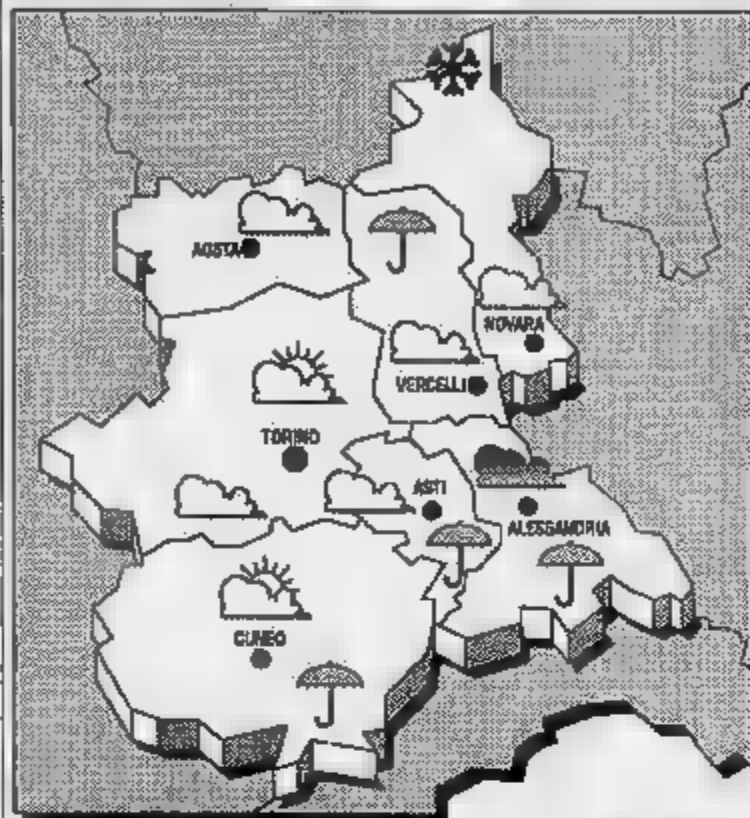 AOSTA
NOVARA
VERCELLI
TORINO
ASTI
ALESSANDRIA
CUNEO